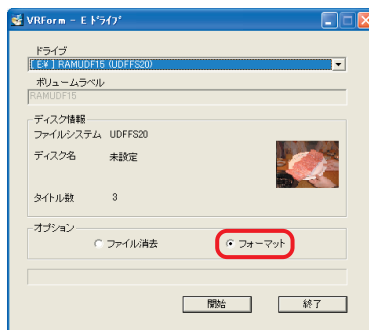 VRForm - E ドライブ
ドライブ
[ E¥ ] RAMUDF15 (UDFFS20)
ボリュームラベル
RAMUDF15
ディスク情報
ファイルシステム UDFFS20
ディスク名 未設定
タイトル数 3
オプション
ファイル消去 フォーマット
開始 終了